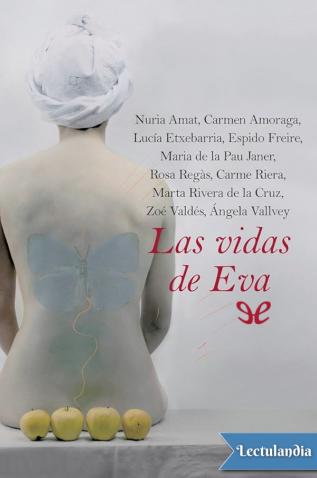 Nuria Amat, Carmen Amoraga,
Lucía Etxebarria, Espido Freire,
Maria de la Pau Janer,
Rosa Regàs, Carme Riera,
Marta Rivera de la Cruz,
Zoé Valdés, Ángela Vallvey
Las vidas
de Eva
Lectulandia